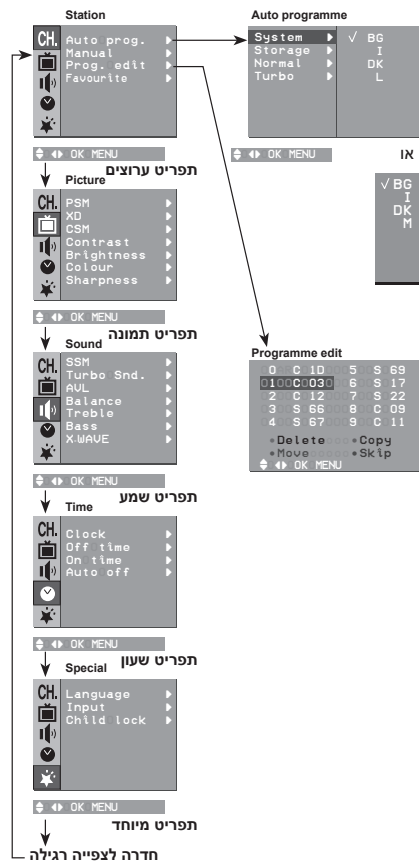 Station
CH.
Auto prog.
Manual
Prog. edit
Favourite
OK MENU
תפריט ערוצים
Auto programme
System
Storage
Normal
Turbo
√ BG
I
DK
L
OK MENU
או
√ BG
I
DK
M
Picture
CH.
PSM
XD
CSM
Contrast
Brightness
Colour
Sharpness
OK MENU
תפריט תמונה
Sound
CH.
SSM
Turbo Snd.
AVL
Balance
Treble
Bass
X.WAVE
OK MENU
תפריט שמע
Programme edit
0 C 1D 5 S 69
1 C 03 6 S 17
2 C 12 7 S 22
3 S 66 8 C 09
4 S 67 9 C 11
Delete Copy
Move Skip
OK MENU
Time
CH.
Clock
Off time
On time
Auto off
OK MENU
תפריט שעון
Special
CH.
Language
Input
Child lock
OK MENU
תפריט מיוחד
חדרה לצפייה רגילה